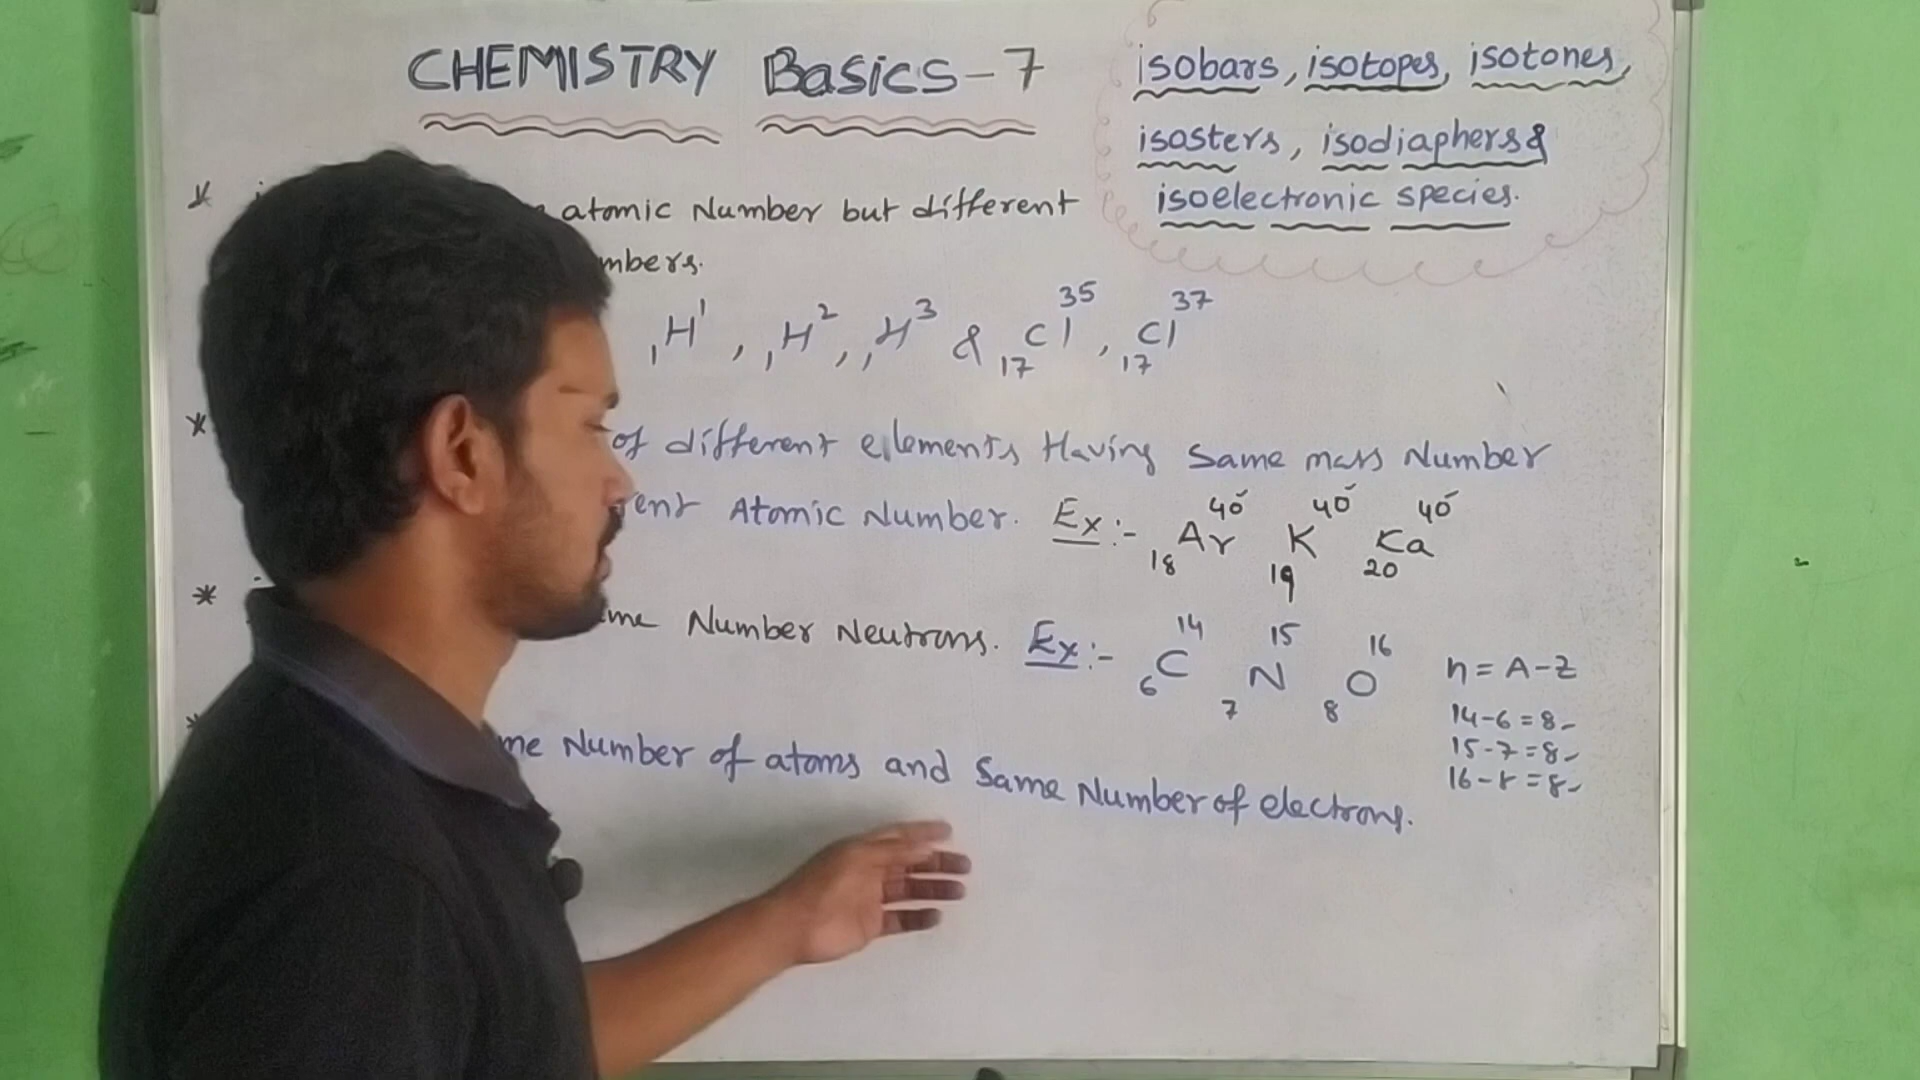 CHEMISTRY Basics - 7
isobars, isotopes, isotones,
isosters, isodiaphers &
isoelectronic species.
* atomic Number but different
mbers.
₁H¹, ₁H², ₁H³ & ₁₇Cl³⁵, ₁₇Cl³⁷
* of different elements Having Same mass Number
rent Atomic Number. Ex:- ₁₈Ar⁴⁰ ₁₉K⁴⁰ ₂₀Ka⁴⁰
* me Number Neutrons. Ex:- ₆C¹⁴ ₇N¹⁵ ₈O¹⁶
n = A-Z
14-6=8
15-7=8
16-8=8
* me Number of atoms and Same Number of electrons.